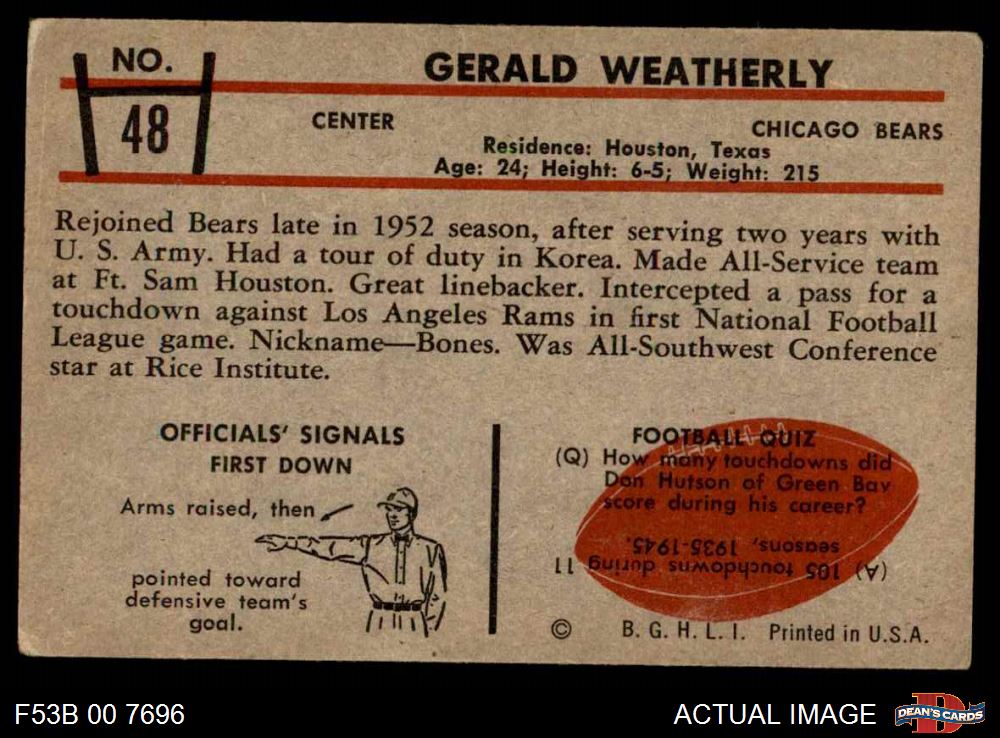 NO.
48
GERALD WEATHERLY
CENTER
CHICAGO BEARS
Residence: Houston, Texas
Age: 24; Height: 6-5; Weight: 215
Rejoined Bears late in 1952 season, after serving two years with
U. S. Army. Had a tour of duty in Korea. Made All-Service team
at Ft. Sam Houston. Great linebacker. Intercepted a pass for a
touchdown against Los Angeles Rams in first National Football
League game. Nickname—Bones. Was All-Southwest Conference
star at Rice Institute.
OFFICIALS' SIGNALS
FIRST DOWN
Arms raised, then
pointed toward
defensive team's
goal.
FOOTBALL QUIZ
(Q) How many touchdowns did
Don Hutson of Green Bay
score during his career?
(A) 105 touchdowns during 11
seasons, 1935-1945.
© B. G. H. L. I. Printed in U.S.A.
F53B 00 7696
ACTUAL IMAGE
DEAN'S CARDS